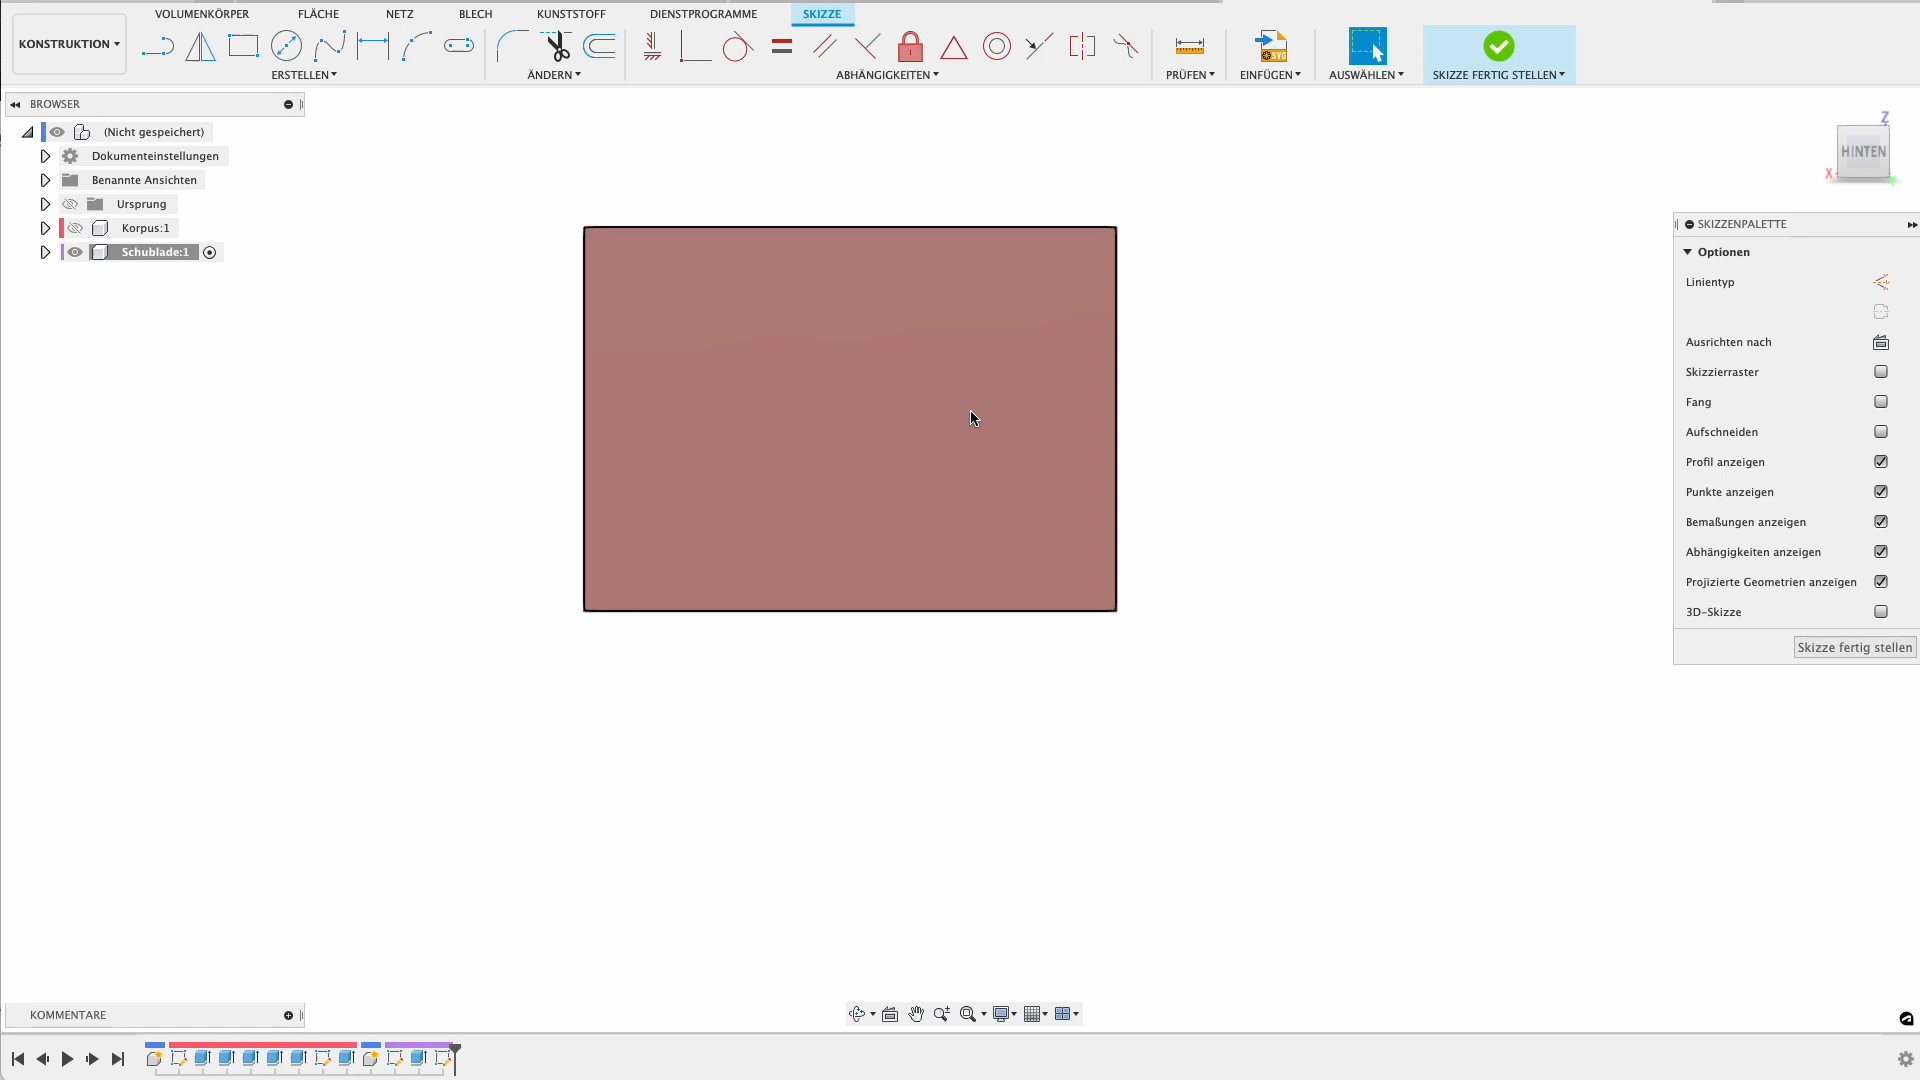 VOLUMENKÖRPER FLÄCHE NETZ BLECH KUNSTSTOFF DIENSTPROGRAMME SKIZZE
KONSTRUKTION
ERSTELLEN ÄNDERN ABHÄNGIGKEITEN PRÜFEN EINFÜGEN AUSWÄHLEN SKIZZE FERTIG STELLEN
SVG
BROWSER
(Nicht gespeichert)
Dokumenteinstellungen
Benannte Ansichten
Ursprung
Korpus:1
Schublade:1
Z
HINTEN
X
SKIZZENPALETTE
Optionen
Linientyp
Ausrichten nach
Skizzierraster
Fang
Aufschneiden
Profil anzeigen
Punkte anzeigen
Bemaßungen anzeigen
Abhängigkeiten anzeigen
Projizierte Geometrien anzeigen
3D-Skizze
Skizze fertig stellen
KOMMENTARE